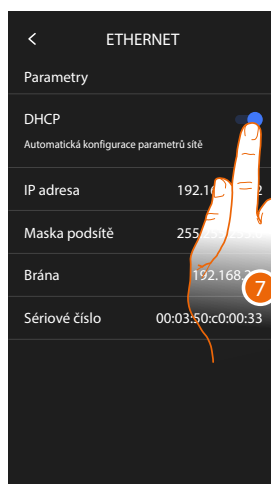 ETHERNET
Parametry
DHCP
Automatická konfigurace parametrů sítě
IP adresa
Maska podsítě
Brána
7
Sériové číslo 00:03:50:c0:00:33